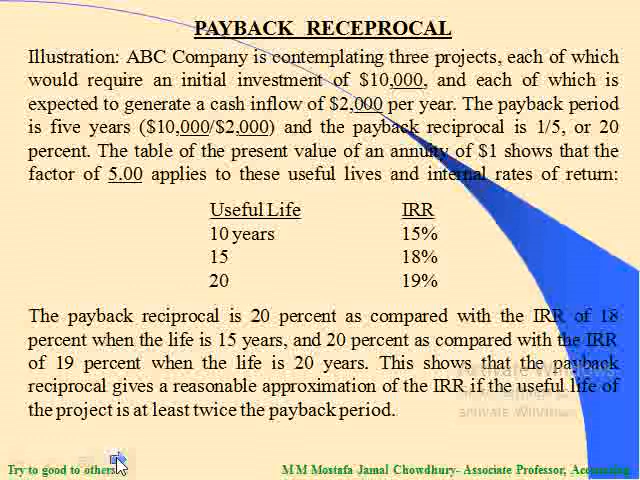 PAYBACK RECEPROCAL
Illustration: ABC Company is contemplating three projects, each of which
would require an initial investment of $10,000, and each of which is
expected to generate a cash inflow of $2,000 per year. The payback period
is five years ($10,000/$2,000) and the payback reciprocal is 1/5, or 20
percent. The table of the present value of an annuity of $1 shows that the
factor of 5.00 applies to these useful lives and internal rates of return:
Useful Life IRR
10 years 15%
15 18%
20 19%
The payback reciprocal is 20 percent as compared with the IRR of 18
percent when the life is 15 years, and 20 percent as compared with the IRR
of 19 percent when the life is 20 years. This shows that the payback
reciprocal gives a reasonable approximation of the IRR if the useful life of
the project is at least twice the payback period.
Activate Windows
activate Windows
Try to good to others
M M Mostafa Jamal Chowdhury- Associate Professor, Accounting